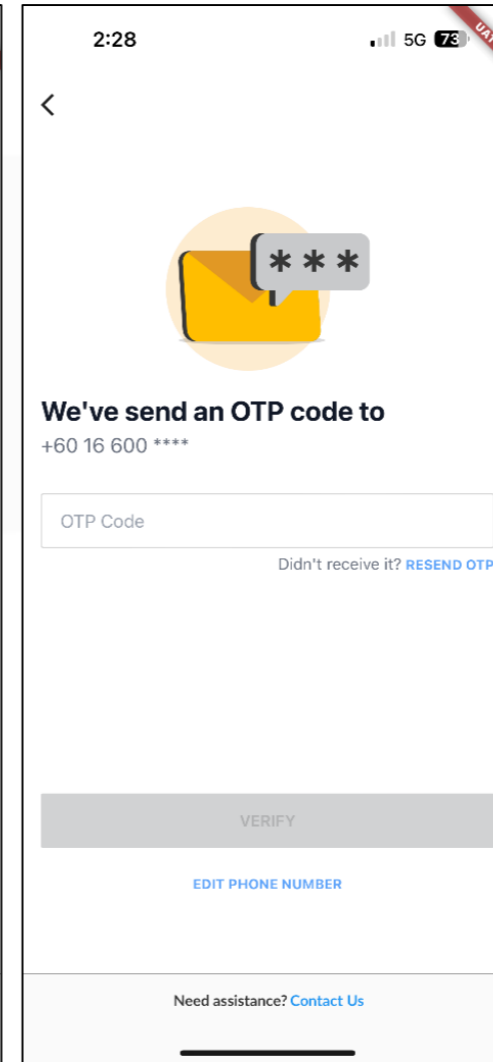 2:28
5G 73
UAT
* * *
We've send an OTP code to
+60 16 600 ****
OTP Code
Didn't receive it? RESEND OTP
VERIFY
EDIT PHONE NUMBER
Need assistance? Contact Us